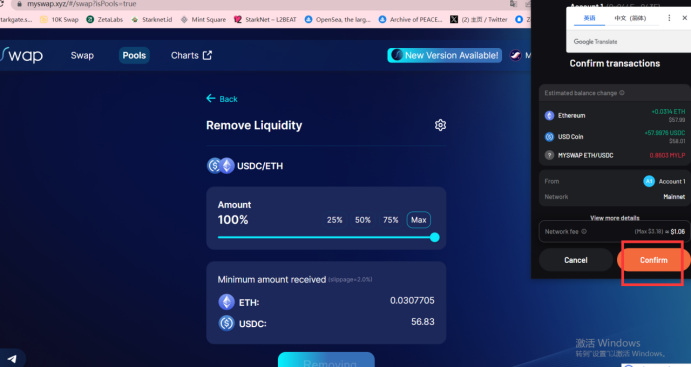 myswap.xyz/#/swap?isPools=true
Account 1
starkgate.s...
10K Swap
ZetaLabs
Starknet.id
Mint Square
StarkNet – L2BEAT
OpenSea, the larg...
Archive of PEACE...
(2) 主页 / Twitter
英语
中文 (简体)
Google Translate
Swap
Pools
Charts
New Version Available!
M
Confirm transactions
Back
Remove Liquidity
USDC/ETH
Amount
100%
25%
50%
75%
Max
Minimum amount received (slippage=2.0%)
ETH:
0.0307705
USDC:
56.83
Removing
Estimated balance change
Ethereum
+0.0314 ETH
$57.99
USD Coin
+57.9976 USDC
$58.01
MYSWAP ETH/USDC
0.8603 MYLP
From
Account 1
Network
Mainnet
View more details
Network fee
(Max $3.18) ≈ $1.06
Cancel
Confirm
激活 Windows
转到"设置"以激活 Windows。